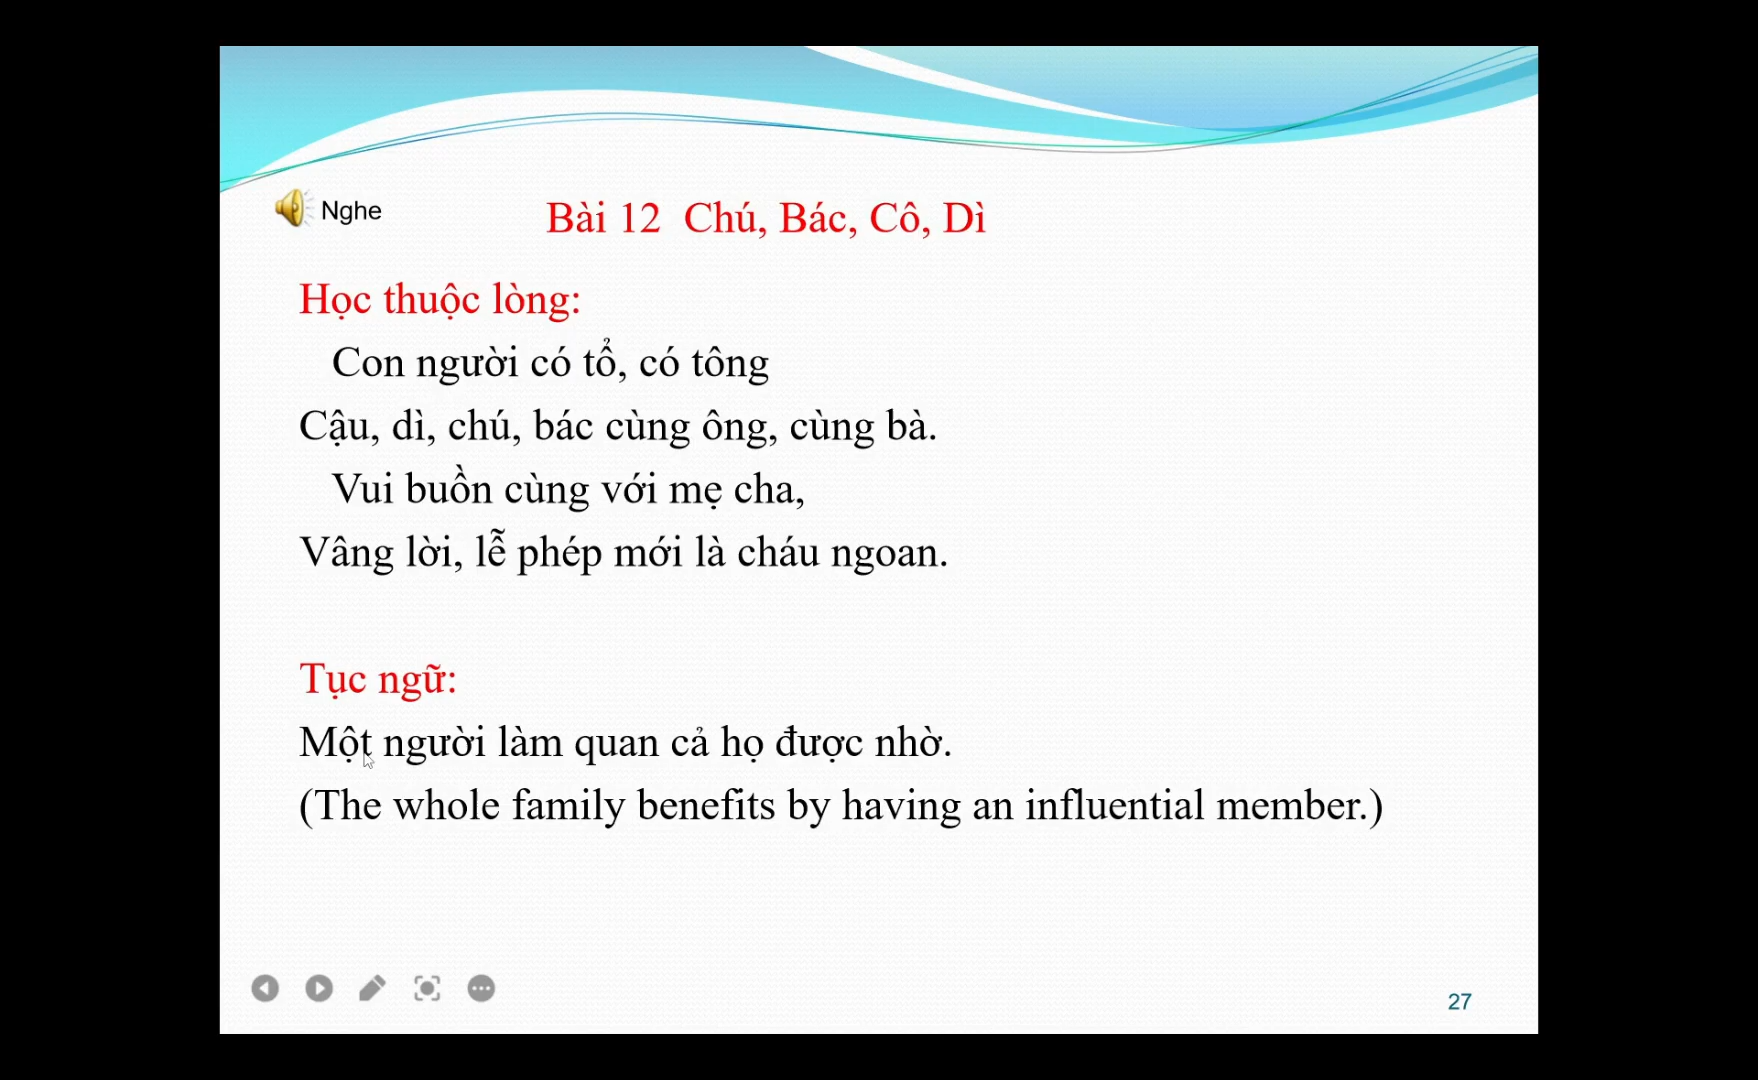 Nghe
Bài 12 Chú, Bác, Cô, Dì
Học thuộc lòng:
Con người có tổ, có tông
Cậu, dì, chú, bác cùng ông, cùng bà.
Vui buồn cùng với mẹ cha,
Vâng lời, lễ phép mới là cháu ngoan.
Tục ngữ:
Một người làm quan cả họ được nhờ.
(The whole family benefits by having an influential member.)
27